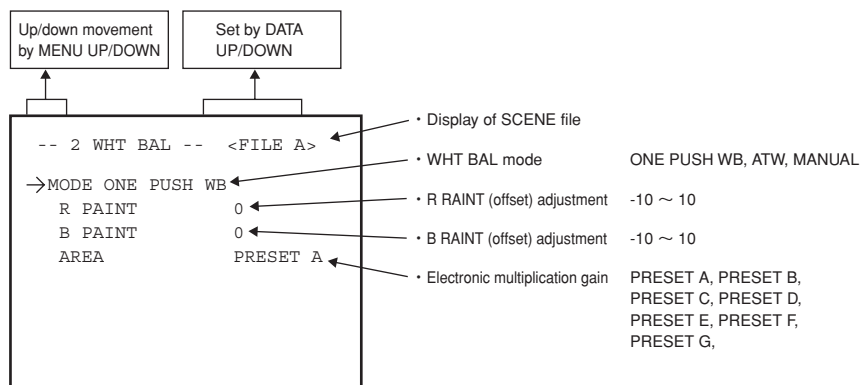 Up/down movement
by MENU UP/DOWN
Set by DATA
UP/DOWN
-- 2 WHT BAL -- <FILE A>
MODE ONE PUSH WB
R PAINT 0
B PAINT 0
AREA PRESET A
・Display of SCENE file
・WHT BAL mode ONE PUSH WB, ATW, MANUAL
・R RAINT (offset) adjustment -10 ～ 10
・B RAINT (offset) adjustment -10 ～ 10
・Electronic multiplication gain PRESET A, PRESET B,
PRESET C, PRESET D,
PRESET E, PRESET F,
PRESET G,